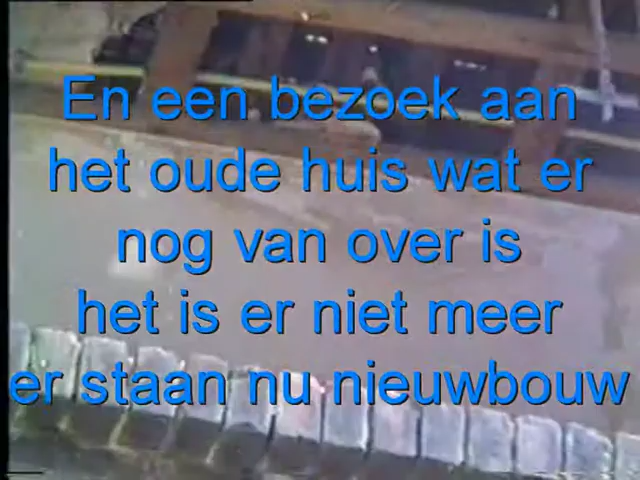 En een bezoek aan
het oude huis wat er
nog van over is
het is er niet meer
er staan nu nieuwbouw